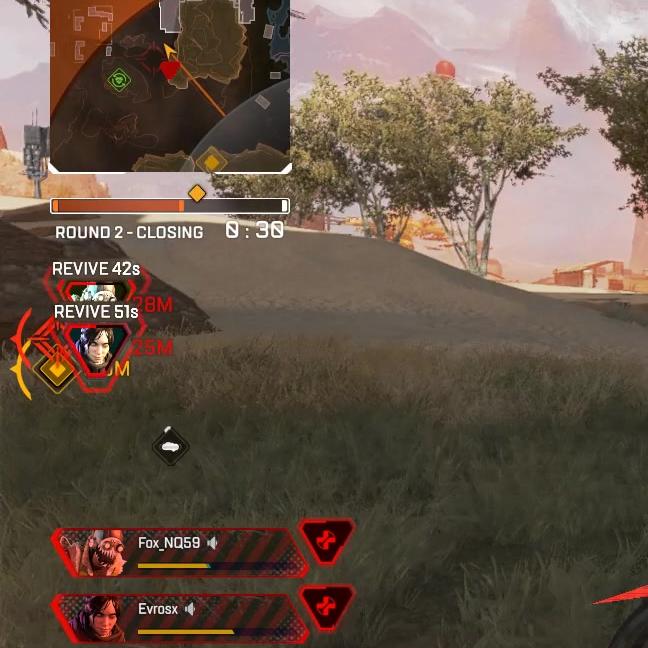 ROUND 2 - CLOSING 0:30
REVIVE 42s
28M
REVIVE 51s
25M
M
Fox_NQ59
Evrosx